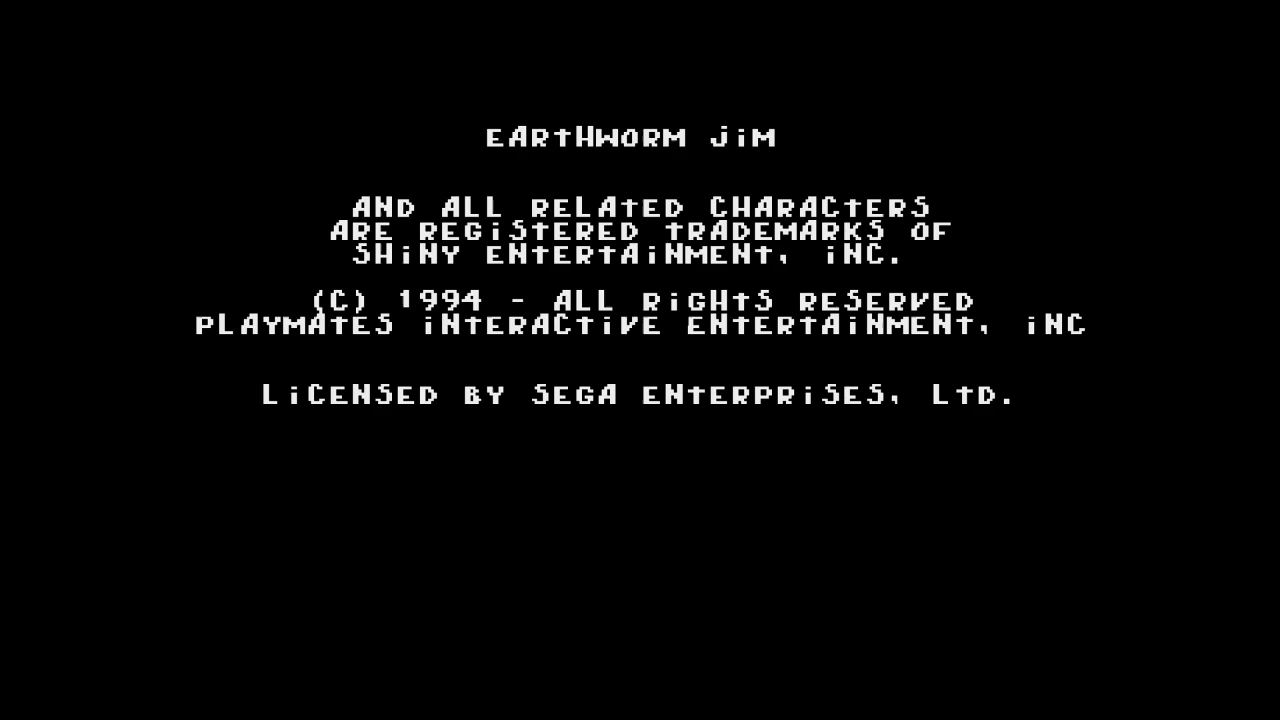 EARTHWORM JIM
AND ALL RELATED CHARACTERS
ARE REGISTERED TRADEMARKS OF
SHINY ENTERTAINMENT, INC.
(C) 1994 - ALL RIGHTS RESERVED
PLAYMATES INTERACTIVE ENTERTAINMENT, INC
LICENSED BY SEGA ENTERPRISES, LTD.